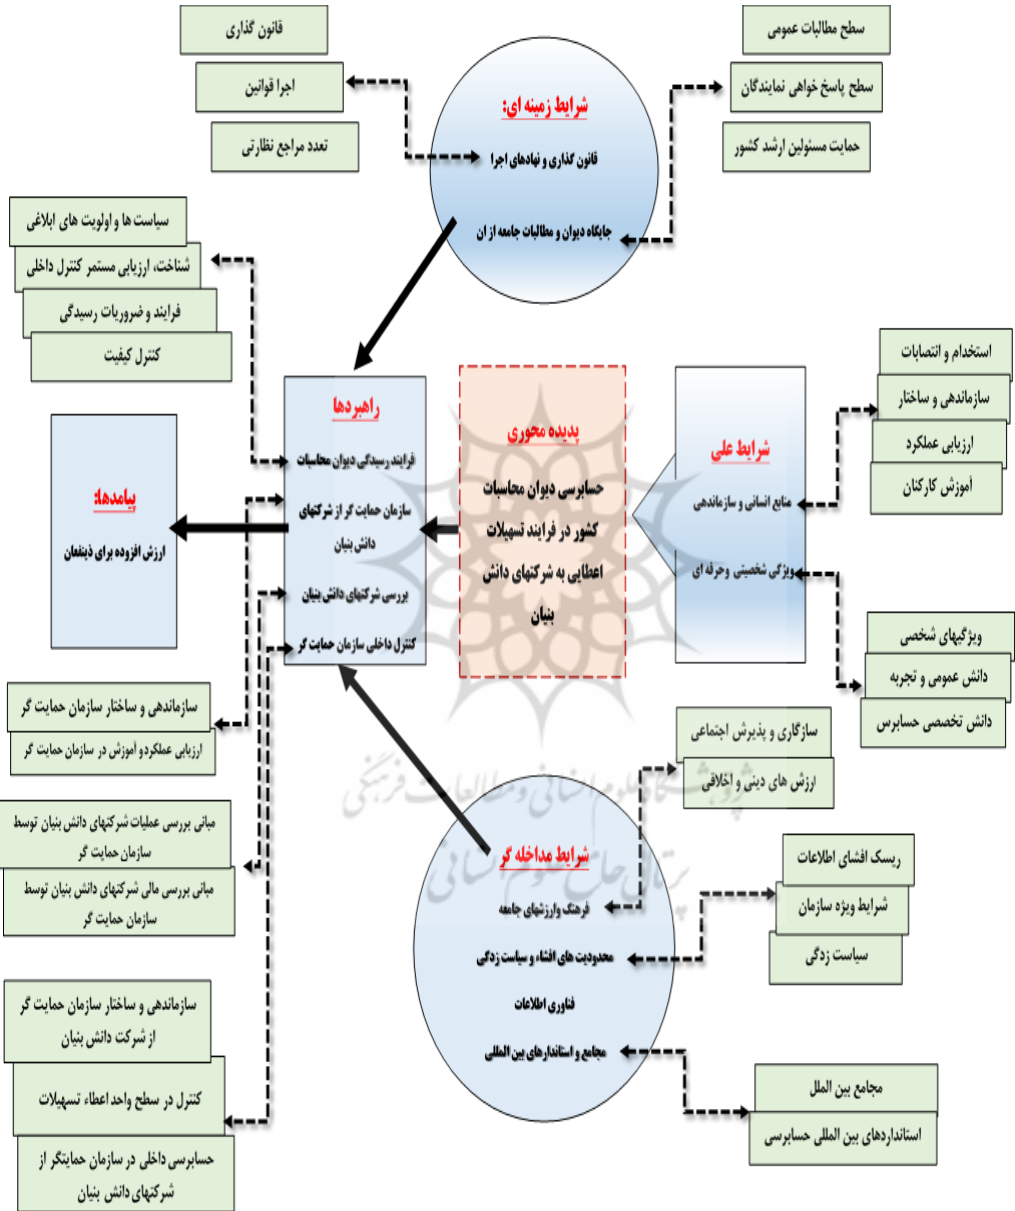 سطح مطالبات عمومی
سطح پاسخ خواهی نمایندگان
حمایت مسئولین ارشد کشور
شرایط زمینه ای:
قانون گذاری و نهادهای اجرا
جایگاه دیوان و مطالبات جامعه از ان
قانون گذاری
اجرا قوانین
تعدد مراجع نظارتی
استخدام و انتصابات
سازماندهی و ساختار
ارزیابی عملکرد
آموزش کارکنان
شرایط علی
منابع انسانی و سازماندهی
ویژگی شخصیتی وحرفه ای
ویژگیهای شخصی
دانش عمومی و تجربه
دانش تخصصی حسابرس
پدیده محوری
حسابرسی دیوان محاسبات
کشور در فرایند تسهیلات
اعطایی به شرکتهای دانش
بنیان
راهبردها
فرایند رسیدگی دیوان محاسبات
سازمان حمایت گر از شرکتهای
دانش بنیان
بررسی شرکتهای دانش بنیان
کنترل داخلی سازمان حمایت گر
سیاست ها و اولویت های ابلاغی
شناخت، ارزیابی مستمر کنترل داخلی
فرایند و ضروریات رسیدگی
کنترل کیفیت
پیامدها:
ارزش افزوده برای ذینفعان
سازماندهی و ساختار سازمان حمایت گر
ارزیابی عملکردو آموزش در سازمان حمایت گر
مبانی بررسی عملیات شرکتهای دانش بنیان توسط
سازمان حمایت گر
مبانی بررسی مالی شرکتهای دانش بنیان توسط
سازمان حمایت گر
سازماندهی و ساختار سازمان حمایت گر
از شرکت دانش بنیان
کنترل در سطح واحد اعطاء تسهیلات
حسابرسی داخلی در سازمان حمایتگر از
شرکتهای دانش بنیان
سازگاری و پذیرش اجتماعی
ارزش های دینی و اخلاقی
پژوهشگاه علوم انسانی و مطالعات فرهنگی
پرتال جامع علوم انسانی
شرایط مداخله گر
فرهنگ وارزشهای جامعه
محدودیت های افشاء و سیاست زدگی
فناوری اطلاعات
مجامع و استاندارهای بین المللی
ریسک افشای اطلاعات
شرایط ویژه سازمان
سیاست زدگی
مجامع بین الملل
استانداردهای بین المللی حسابرسی